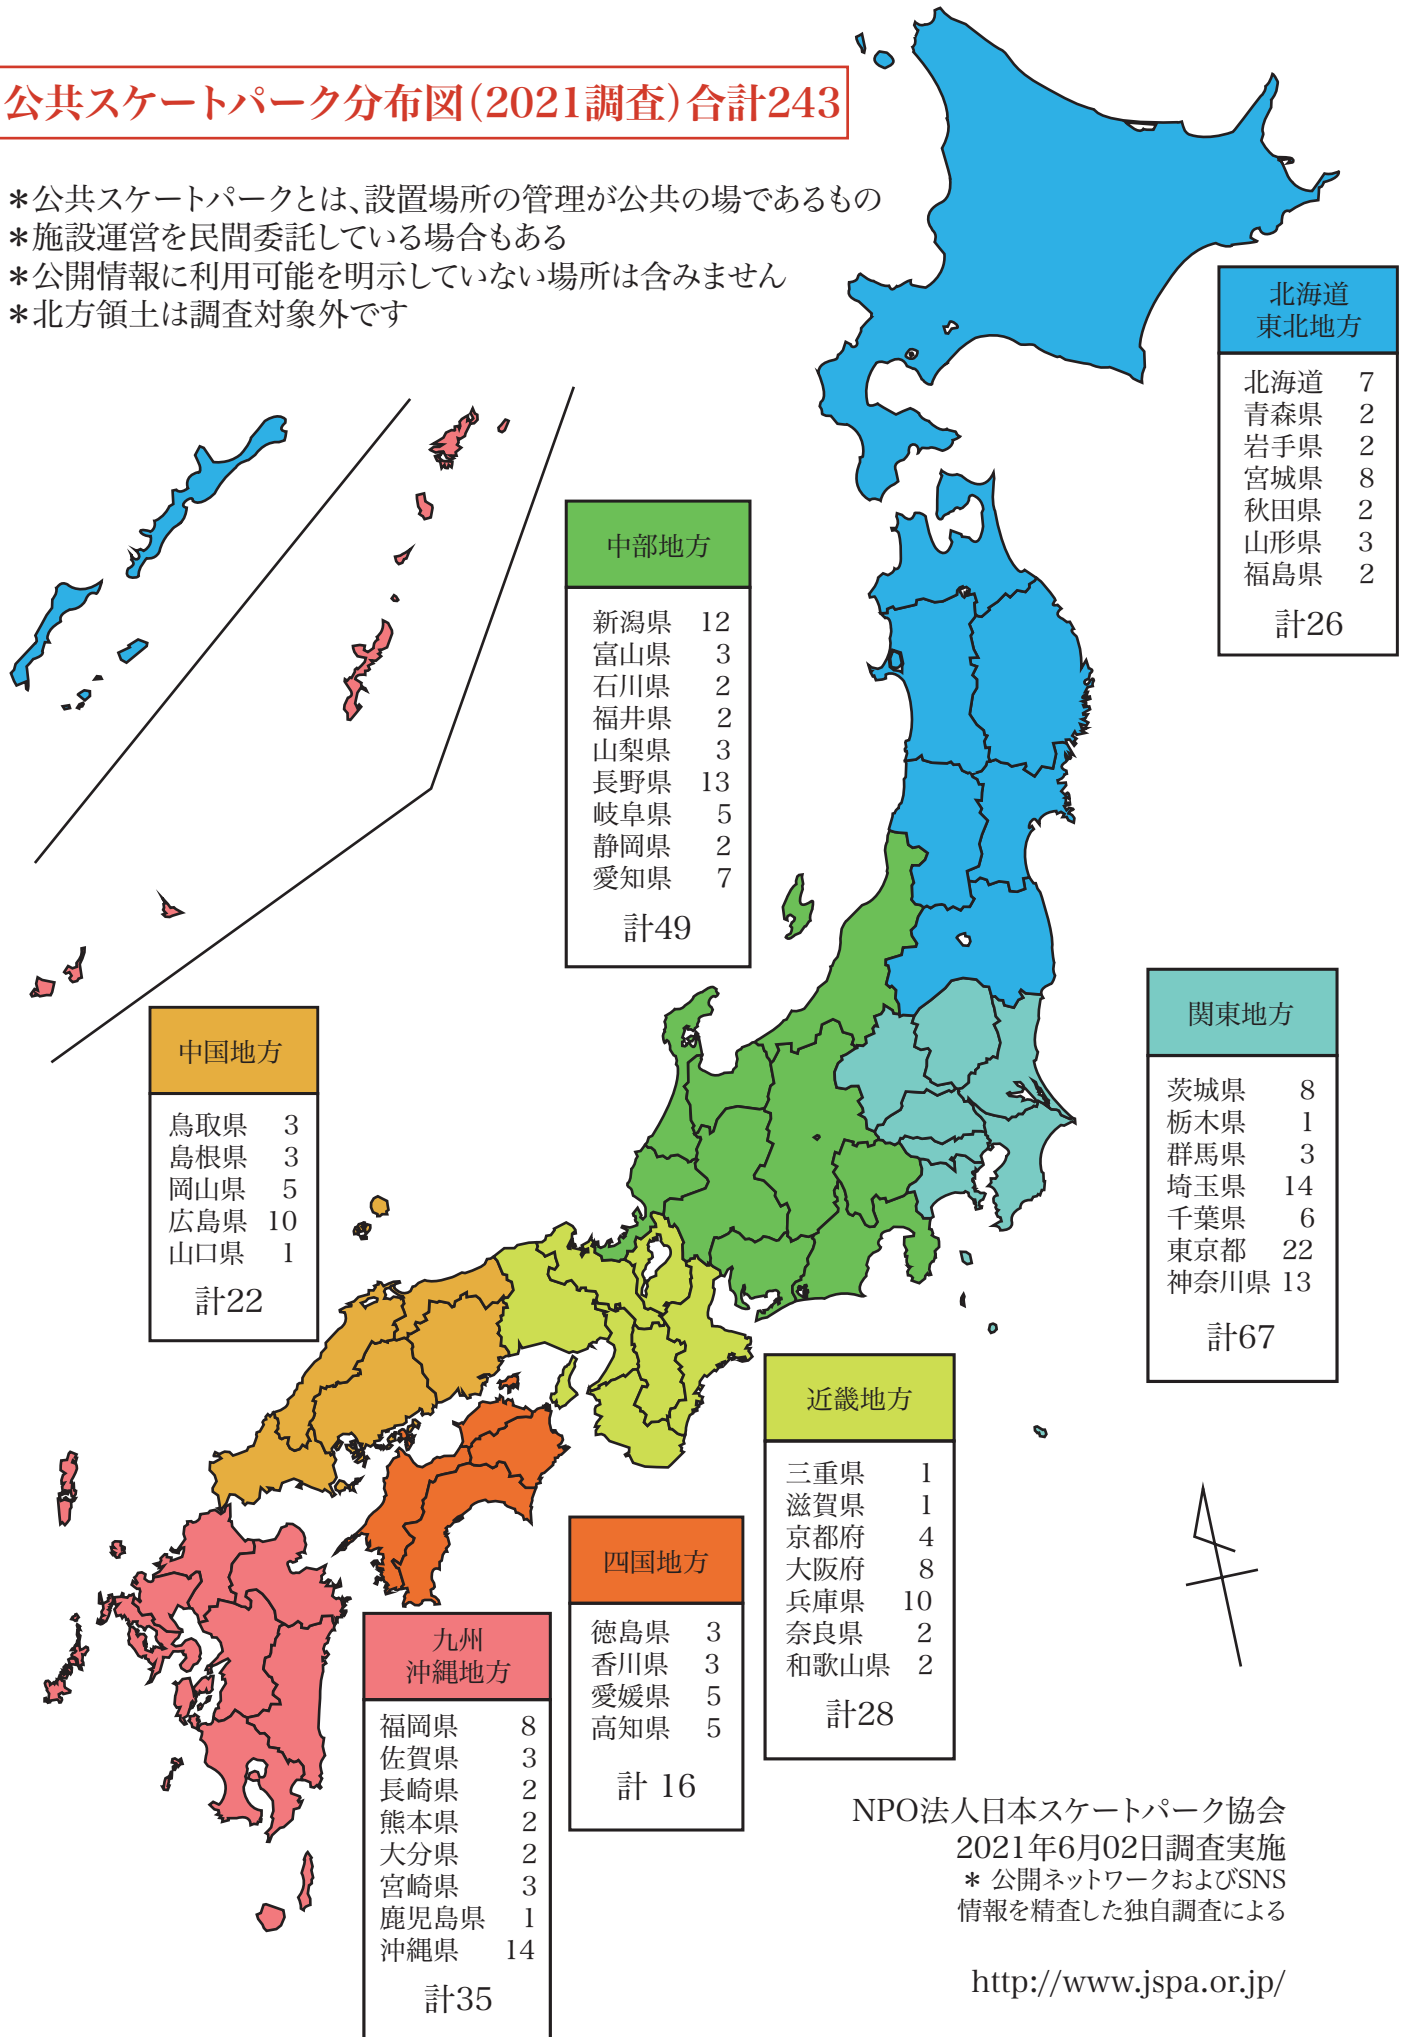 公共スケートパーク分布図(2021調査)合計243
＊公共スケートパークとは、設置場所の管理が公共の場であるもの
＊施設運営を民間委託している場合もある
＊公開情報に利用可能を明示していない場所は含みません
＊北方領土は調査対象外です
北海道
東北地方
北海道 7
青森県 2
岩手県 2
宮城県 8
秋田県 2
山形県 3
福島県 2
計26
中部地方
新潟県 12
富山県 3
石川県 2
福井県 2
山梨県 3
長野県 13
岐阜県 5
静岡県 2
愛知県 7
計49
関東地方
茨城県 8
栃木県 1
群馬県 3
埼玉県 14
千葉県 6
東京都 22
神奈川県 13
計67
中国地方
鳥取県 3
島根県 3
岡山県 5
広島県 10
山口県 1
計22
近畿地方
三重県 1
滋賀県 1
京都府 4
大阪府 8
兵庫県 10
奈良県 2
和歌山県 2
計28
四国地方
徳島県 3
香川県 3
愛媛県 5
高知県 5
計 16
九州
沖縄地方
福岡県 8
佐賀県 3
長崎県 2
熊本県 2
大分県 2
宮崎県 3
鹿児島県 1
沖縄県 14
計35
NPO法人日本スケートパーク協会
2021年6月02日調査実施
＊ 公開ネットワークおよびSNS
情報を精査した独自調査による
http://www.jspa.or.jp/